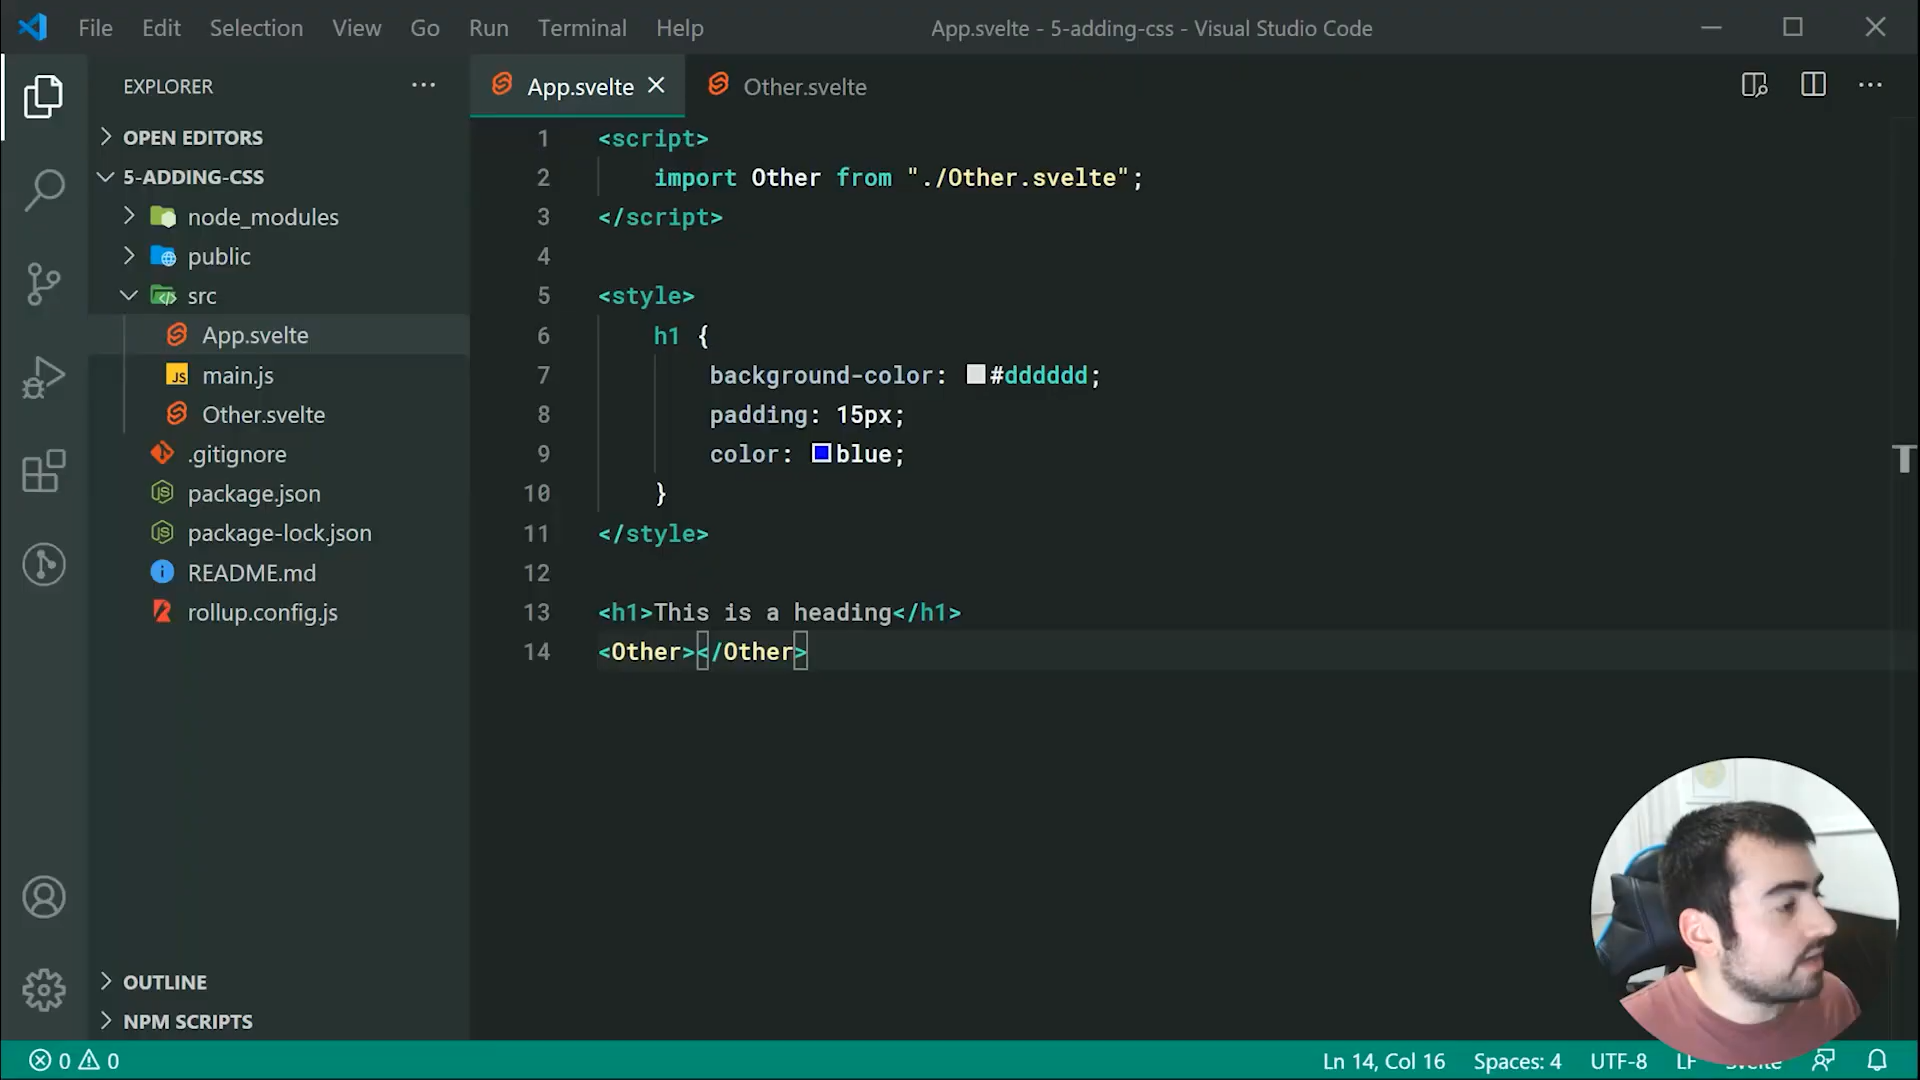 File Edit Selection View Go Run Terminal Help App.svelte - 5-adding-css - Visual Studio Code
EXPLORER
OPEN EDITORS
5-ADDING-CSS
node_modules
public
src
App.svelte
JS main.js
Other.svelte
.gitignore
package.json
package-lock.json
README.md
rollup.config.js
OUTLINE
NPM SCRIPTS
App.svelte Other.svelte
1 <script>
2 import Other from "./Other.svelte";
3 </script>
4
5 <style>
6 h1 {
7 background-color: #dddddd;
8 padding: 15px;
9 color: blue;
10 }
11 </style>
12
13 <h1>This is a heading</h1>
14 <Other></Other>
0 0 Ln 14, Col 16 Spaces: 4 UTF-8 LF Svelte